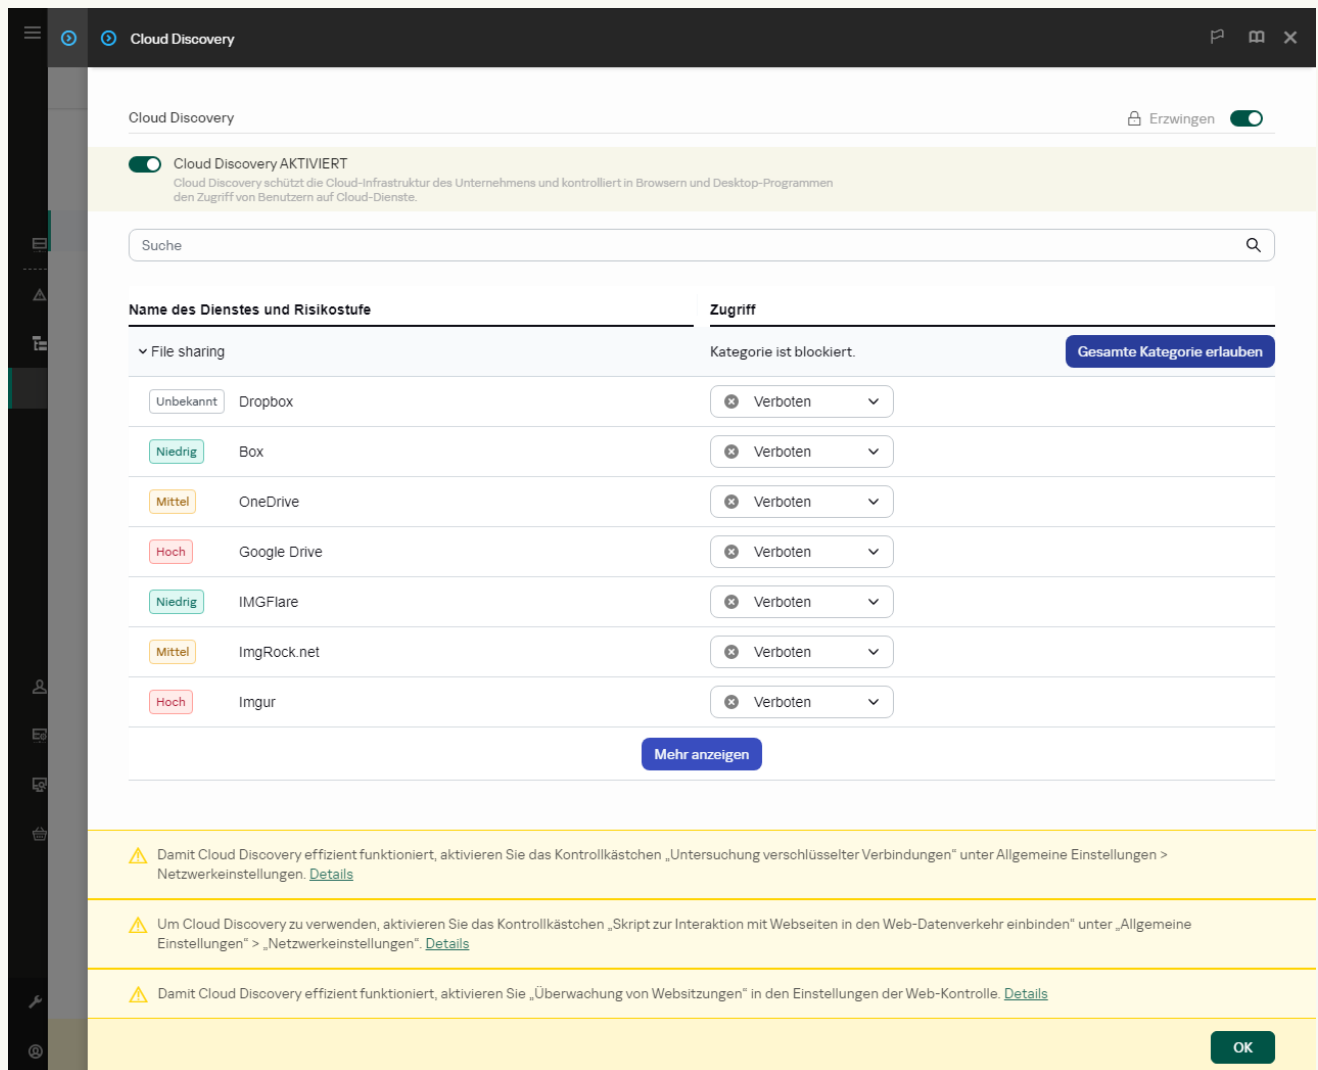 Cloud Discovery
Cloud Discovery
Erzwingen
Cloud Discovery AKTIVIERT
Cloud Discovery schützt die Cloud-Infrastruktur des Unternehmens und kontrolliert in Browsern und Desktop-Programmen
den Zugriff von Benutzern auf Cloud-Dienste.
Suche
Name des Dienstes und Risikostufe
Zugriff
File sharing
Kategorie ist blockiert.
Gesamte Kategorie erlauben
Unbekannt
Dropbox
Verboten
Niedrig
Box
Verboten
Mittel
OneDrive
Verboten
Hoch
Google Drive
Verboten
Niedrig
IMGFlare
Verboten
Mittel
ImgRock.net
Verboten
Hoch
Imgur
Verboten
Mehr anzeigen
Damit Cloud Discovery effizient funktioniert, aktivieren Sie das Kontrollkästchen „Untersuchung verschlüsselter Verbindungen“ unter Allgemeine Einstellungen >
Netzwerkeinstellungen. Details
Um Cloud Discovery zu verwenden, aktivieren Sie das Kontrollkästchen „Skript zur Interaktion mit Webseiten in den Web-Datenverkehr einbinden“ unter „Allgemeine
Einstellungen“ > „Netzwerkeinstellungen“. Details
Damit Cloud Discovery effizient funktioniert, aktivieren Sie „Überwachung von Websitzungen“ in den Einstellungen der Web-Kontrolle. Details
OK